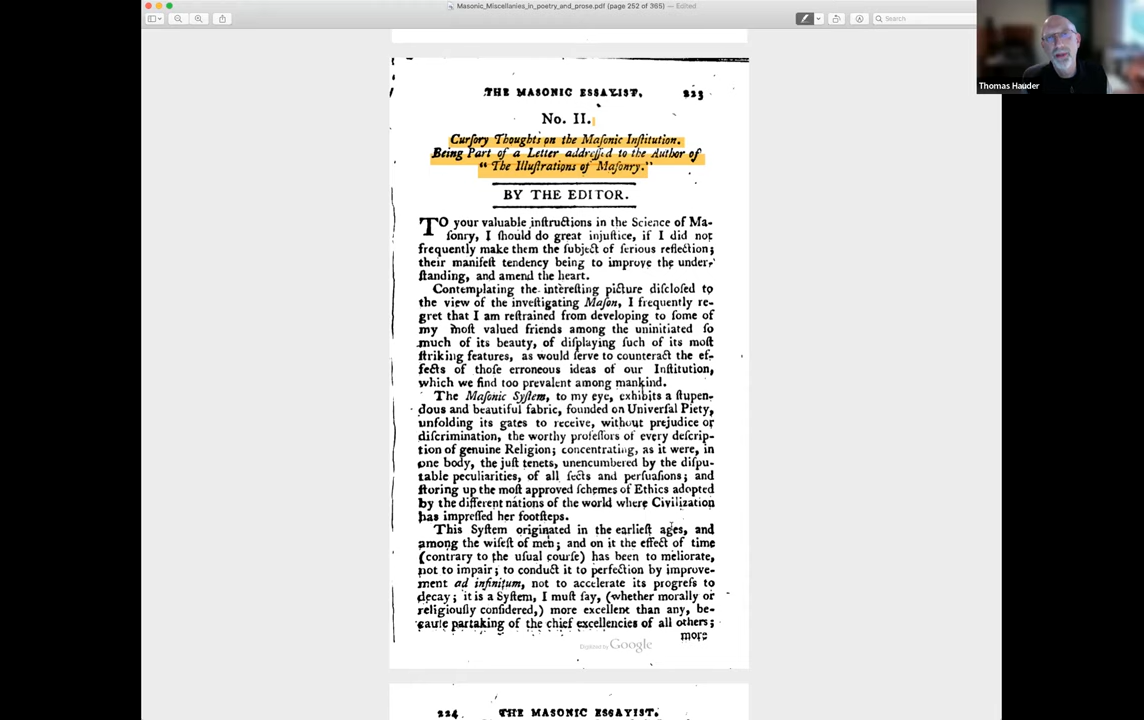 Masonic_Miscellanies_in_poetry_and_prose.pdf (page 252 of 365) — Edited
Search
Thomas Hauder
THE MASONIC ESSAYIST. 223
No. II.
Curſory Thoughts on the Maſonic Inſtitution.
Being Part of a Letter addreſſed to the Author of
“ The Illuſtrations of Maſonry.”
BY THE EDITOR.
TO your valuable inſtructions in the Science of Ma-
ſonry, I ſhould do great injuſtice, if I did not
frequently make them the ſubject of ſerious reflection;
their manifeſt tendency being to improve the under-
ſtanding, and amend the heart.
Contemplating the intereſting picture diſcloſed to
the view of the inveſtigating Maſon, I frequently re-
gret that I am reſtrained from developing to ſome of
my moſt valued friends among the uninitiated ſo
much of its beauty, of diſplaying ſuch of its moſt
ſtriking features, as would ſerve to counteract the ef-
fects of thoſe erroneous ideas of our Inſtitution,
which we find too prevalent among mankind.
The Maſonic Syſtem, to my eye, exhibits a ſtupen-
dous and beautiful fabric, founded on Univerſal Piety,
unfolding its gates to receive, without prejudice or
diſcrimination, the worthy profeſſors of every deſcrip-
tion of genuine Religion; concentrating, as it were, in
one body, the juſt tenets, unencumbered by the diſpu-
table peculiarities, of all ſects and perſuaſions; and
ſtoring up the moſt approved ſchemes of Ethics adopted
by the different nations of the world where Civilization
has impreſſed her footſteps.
This Syſtem originated in the earlieſt ages, and
among the wiſeſt of men; and on it the effect of time
(contrary to the uſual courſe) has been to meliorate,
not to impair; to conduct it to perfection by improve-
ment ad infinitum, not to accelerate its progreſs to
decay; it is a Syſtem, I muſt ſay, (whether morally or
religiouſly conſidered,) more excellent than any, be-
cauſe partaking of the chief excellencies of all others;
more
Digitized by Google
224 THE MASONIC ESSAYIST.